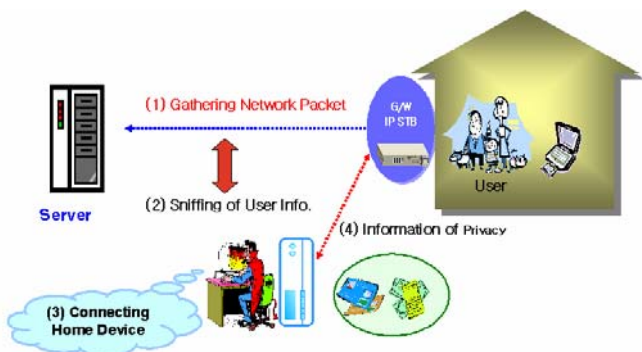 (1) Gathering Network Packet
G/W
IP STB
(2) Sniffing of User Info.
User
Server
(4) Information of Privacy
(3) Connecting
Home Device